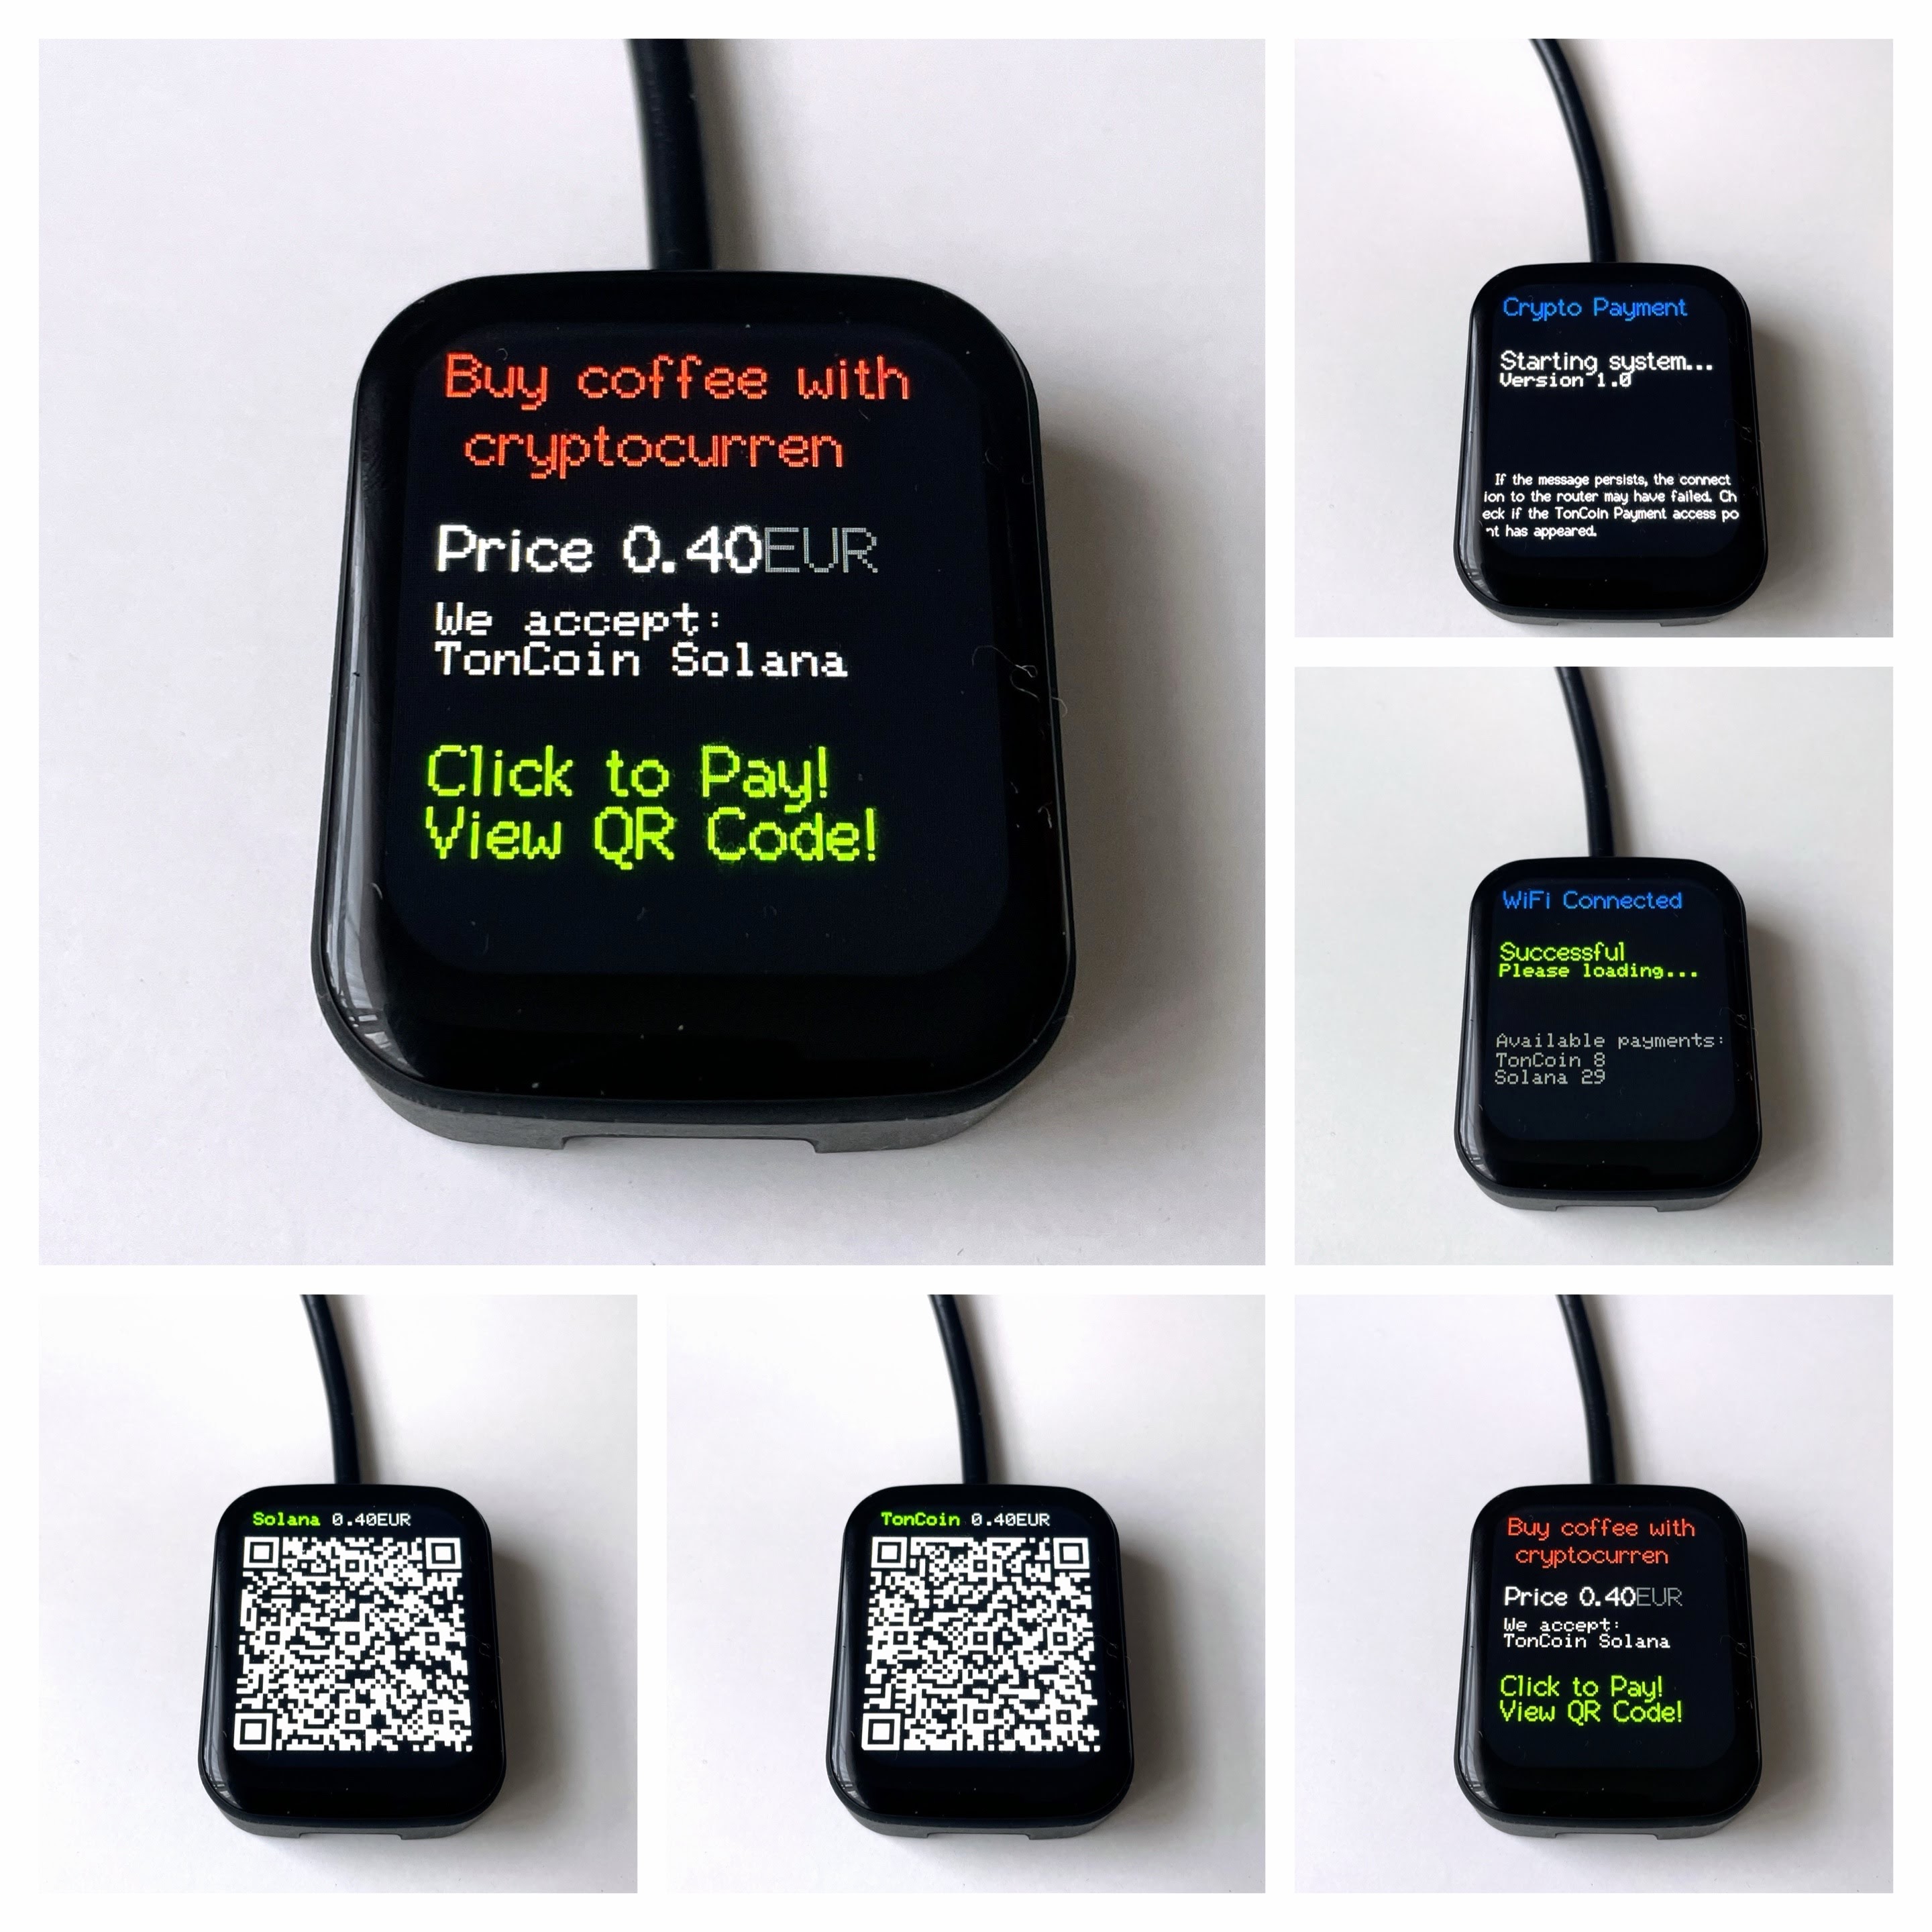 Buy coffee with
cryptocurren
Price 0.40EUR
We accept:
TonCoin Solana
Click to Pay!
View QR Code!
Crypto Payment
Starting system...
Version 1.0
If the message persists, the connect
ion to the router may have failed. Ch
eck if the TonCoin Payment access po
nt has appeared.
WiFi Connected
Successful
Please loading...
Available payments:
TonCoin 8
Solana 29
Solana 0.40EUR
TonCoin 0.40EUR
Buy coffee with
cryptocurren
Price 0.40EUR
We accept:
TonCoin Solana
Click to Pay!
View QR Code!